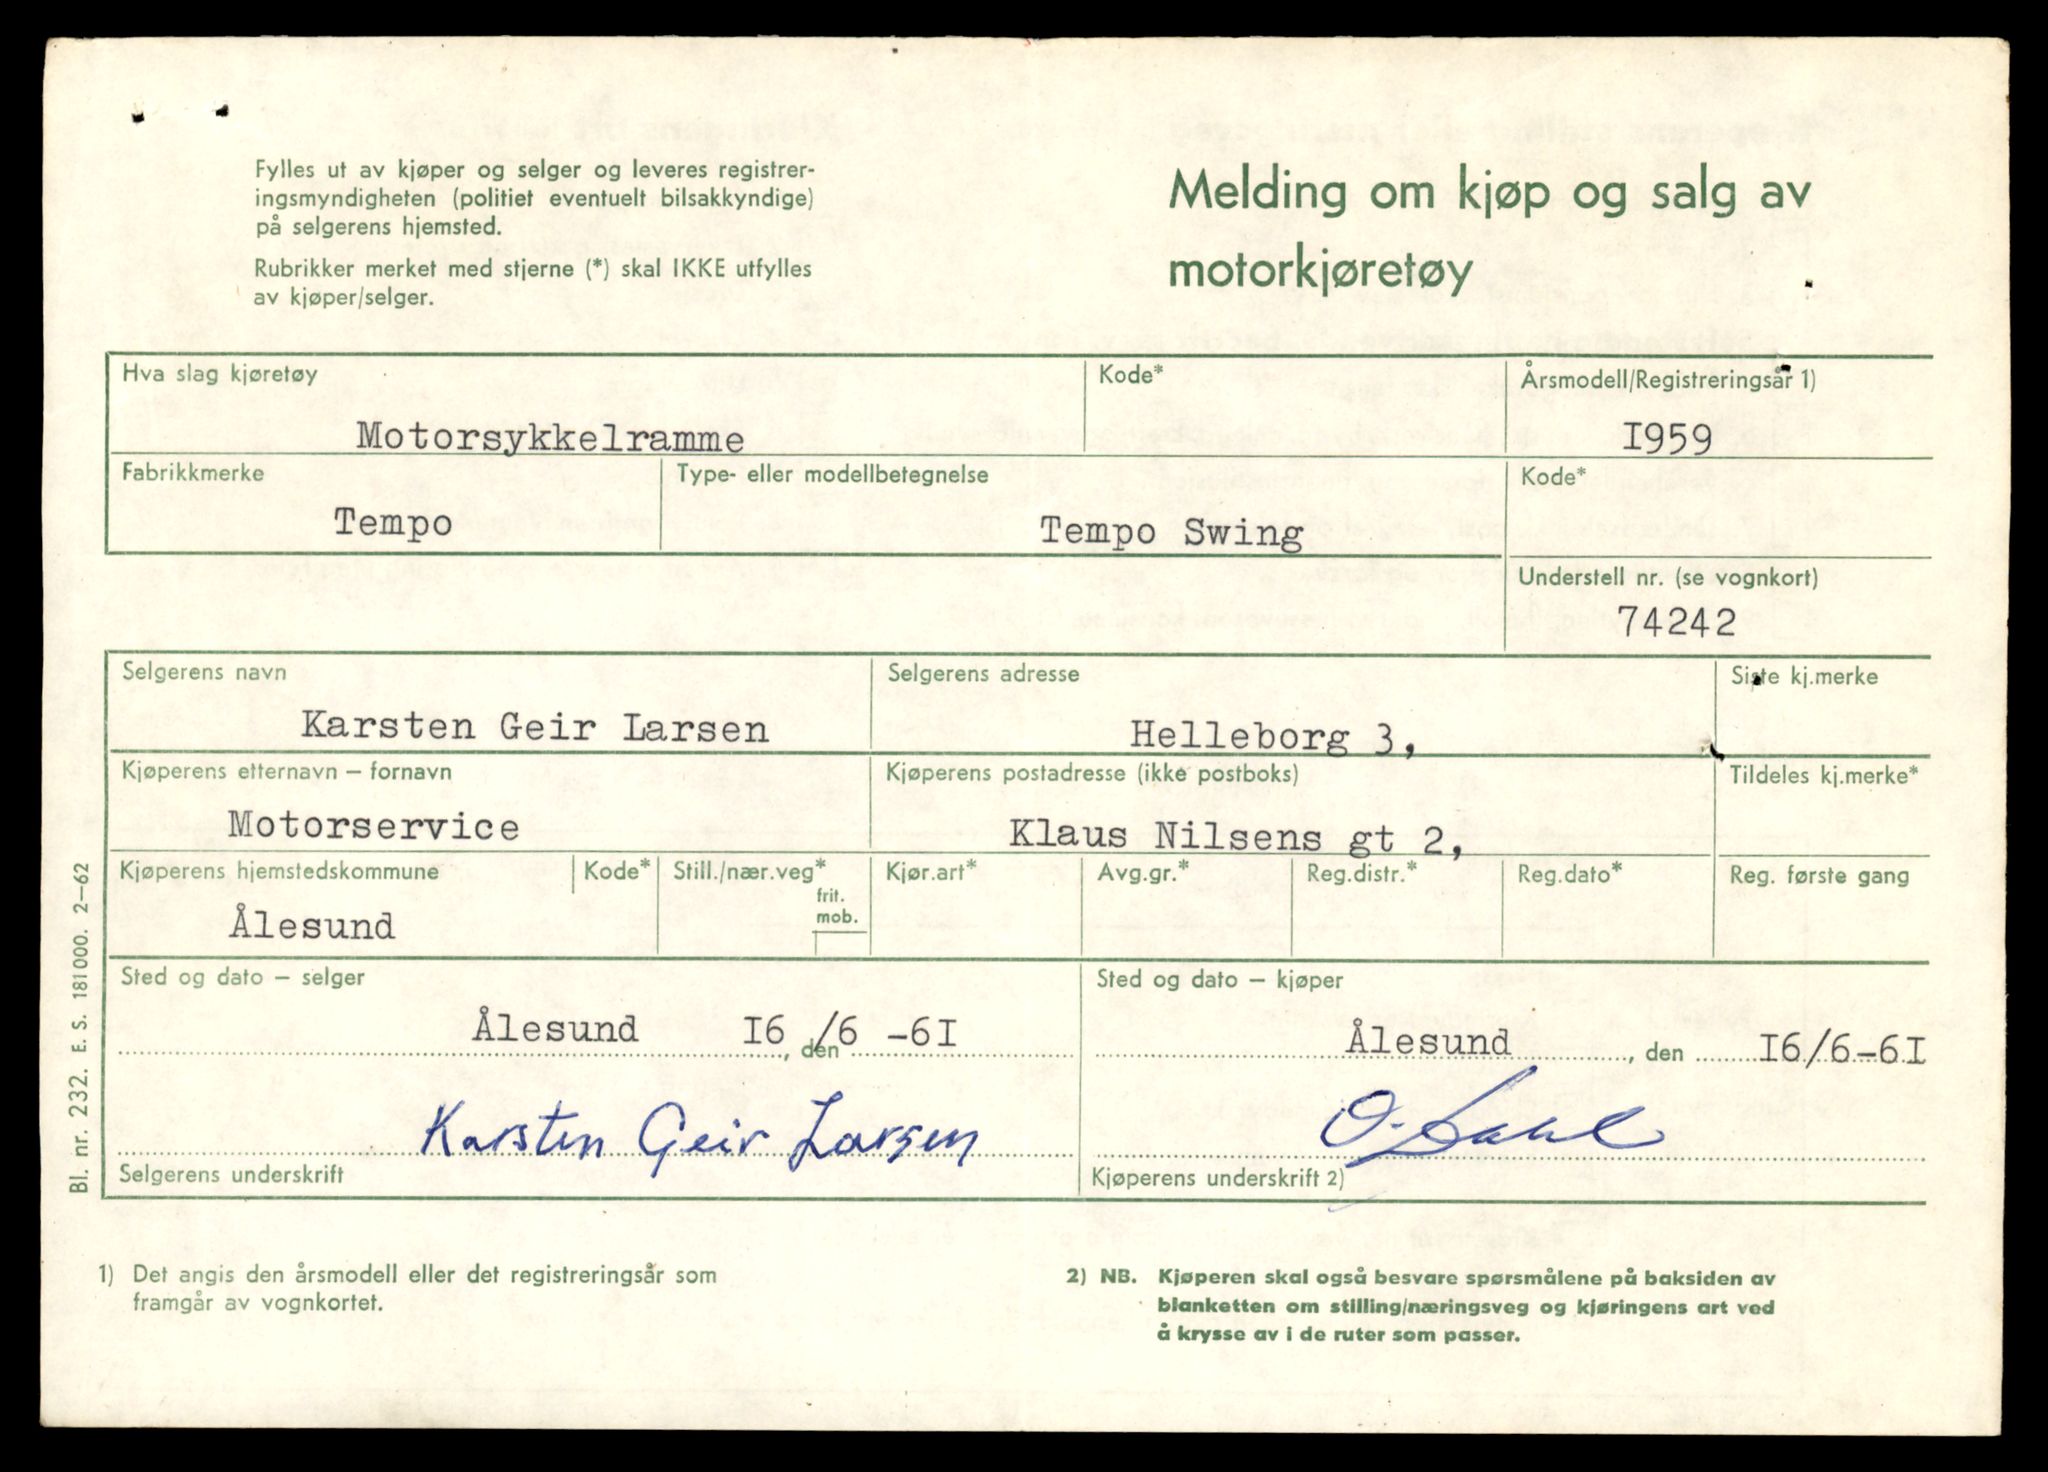 Fylles ut av kjøper og selger og leveres registrer-
ingsmyndigheten (politiet eventuelt bilsakkyndige)
på selgerens hjemsted.
Rubrikker merket med stjerne (*) skal IKKE utfylles
av kjøper/selger.
Melding om kjøp og salg av
motorkjøretøy
Hva slag kjøretøy
Motorsykkelramme
Kode*
Årsmodell/Registreringsår 1)
I959
Fabrikkmerke
Tempo
Type- eller modellbetegnelse
Tempo Swing
Kode*
Understell nr. (se vognkort)
74242
Selgerens navn
Karsten Geir Larsen
Selgerens adresse
Helleborg 3,
Siste kj.merke
Kjøperens etternavn – fornavn
Motorservice
Kjøperens postadresse (ikke postboks)
Klaus Nilsens gt 2,
Tildeles kj.merke*
Kjøperens hjemstedskommune
Ålesund
Kode*
Still./nær.veg*
frit.
mob.
Kjør.art*
Avg.gr.*
Reg.distr.*
Reg.dato*
Reg. første gang
Sted og dato – selger
Ålesund I6 /6 -6I
, den
Sted og dato – kjøper
Ålesund , den I6/6-6I
Karsten Geir Larsen
Selgerens underskrift
O.
Kjøperens underskrift 2)
Bl. nr. 232. E. S. 181000. 2–62
1) Det angis den årsmodell eller det registreringsår som
framgår av vognkortet.
2) NB. Kjøperen skal også besvare spørsmålene på baksiden av
blanketten om stilling/næringsveg og kjøringens art ved
å krysse av i de ruter som passer.